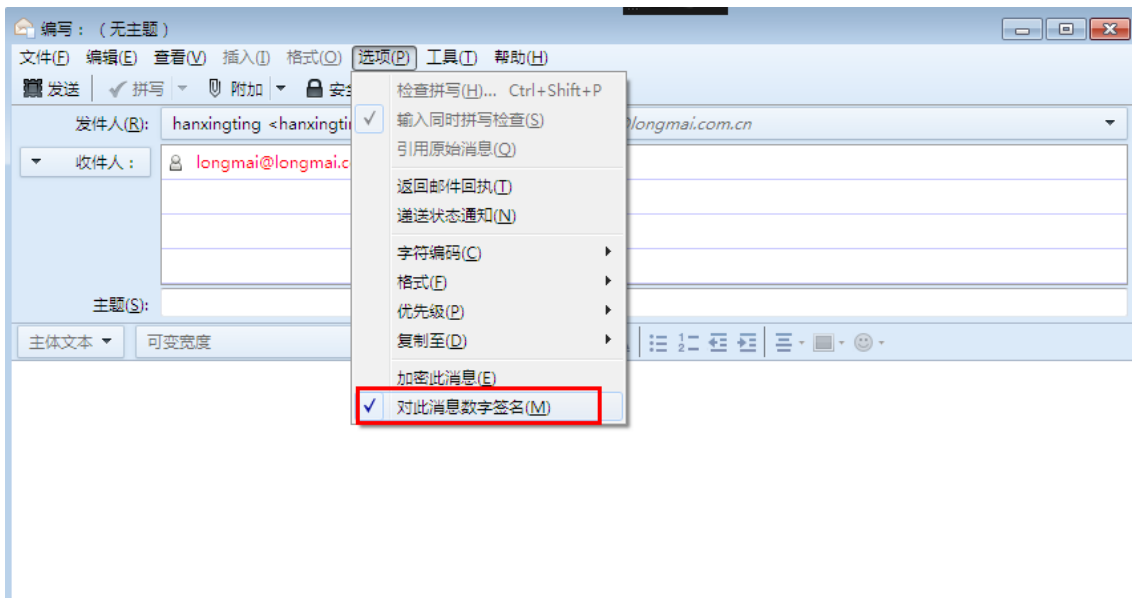 编写：（无主题）
文件(F) 编辑(E) 查看(V) 插入(I) 格式(O) 选项(P) 工具(T) 帮助(H)
发送 拼写 附加
检查拼写(H)... Ctrl+Shift+P
发件人(R): hanxingting
输入同时拼写检查(S)
longmai.com.cn
引用原始消息(Q)
收件人：
返回邮件回执(T)
递送状态通知(N)
字符编码(C)
格式(F)
主题(S):
优先级(P)
主体文本 可变宽度
复制至(D)
加密此消息(E)
对此消息数字签名(M)